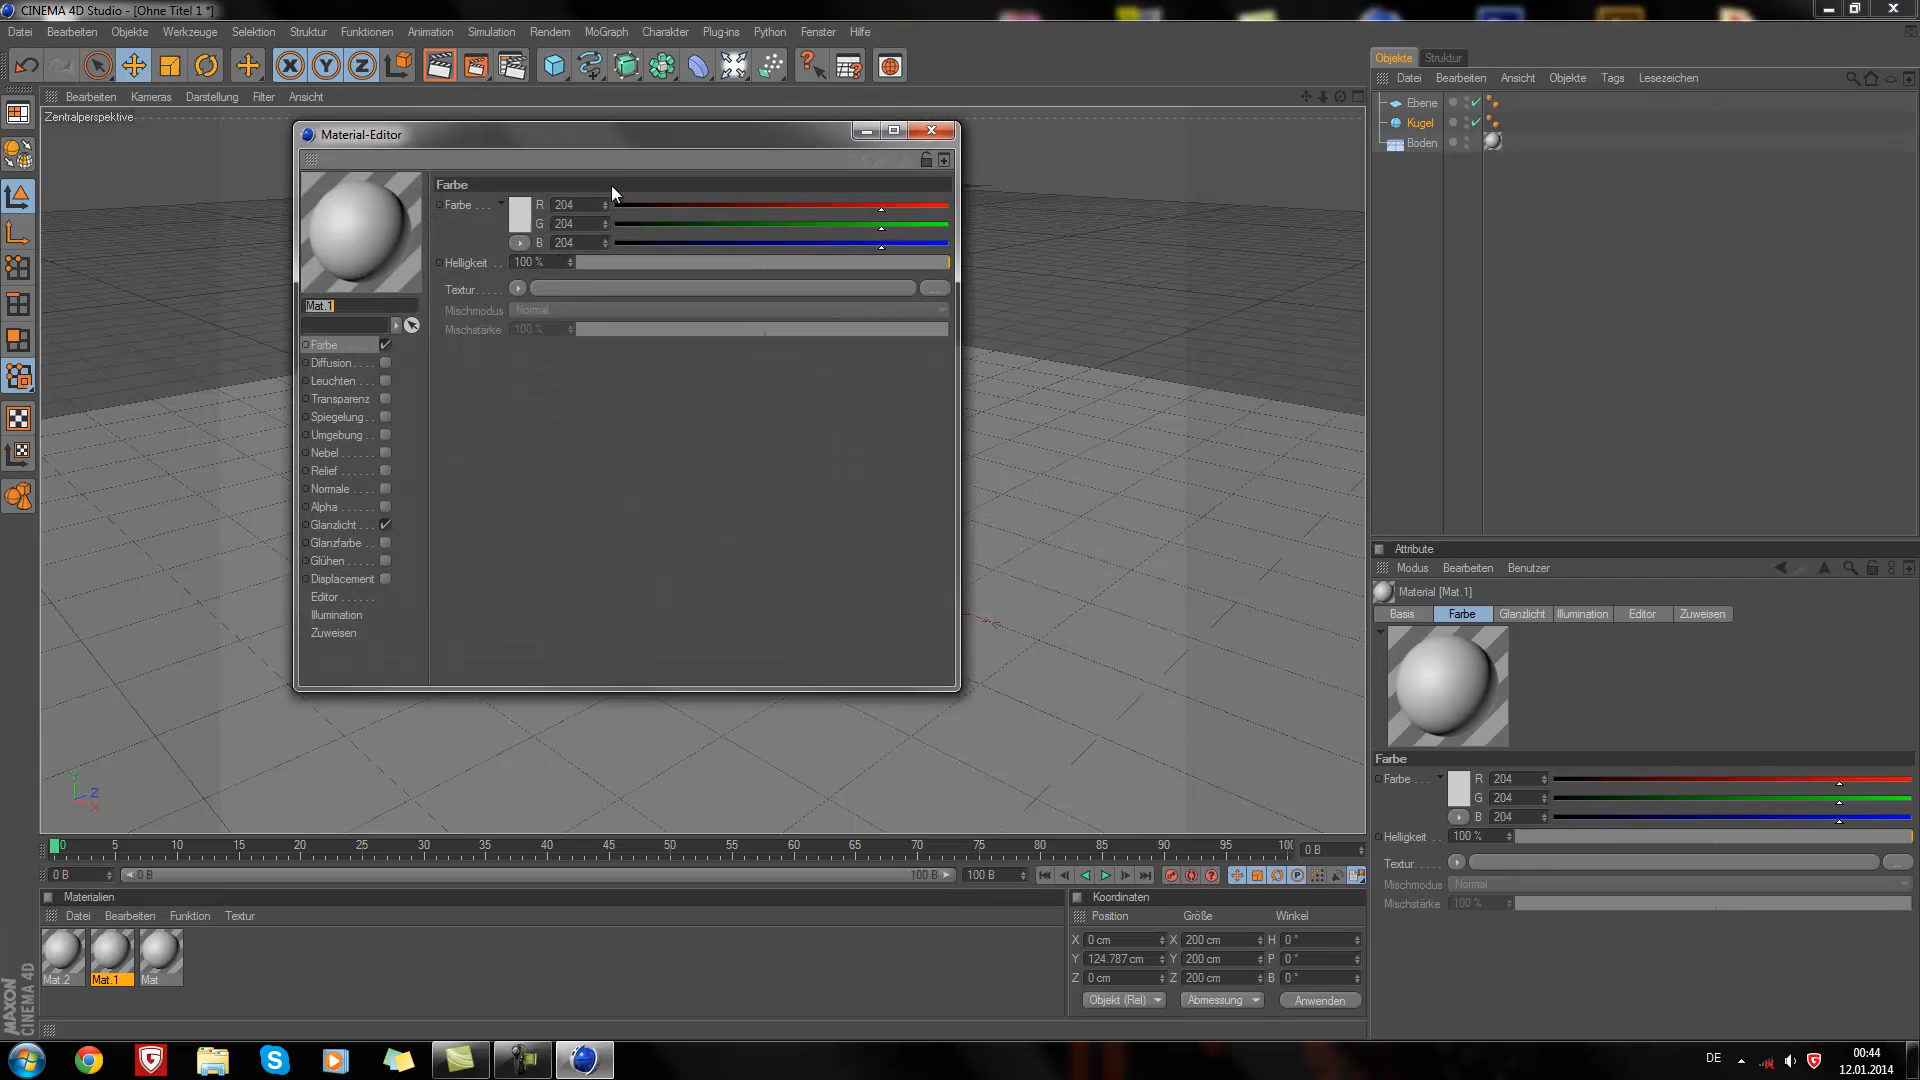 CINEMA 4D Studio - [Ohne Titel 1 *]
Datei Bearbeiten Objekte Werkzeuge Selektion Struktur Funktionen Animation Simulation Rendern MoGraph Charakter Plug-ins Python Fenster Hilfe
Bearbeiten Kameras Darstellung Filter Ansicht
Zentralperspektive
Material-Editor
Farbe
Farbe . . . R 204
G 204
B 204
Helligkeit . . 100 %
Textur. . . . .
Mischmodus Normal
Mischstärke 100 %
Mat.1
Farbe
Diffusion . . . .
Leuchten . . .
Transparenz
Spiegelung. .
Umgebung . .
Nebel . . . . . .
Relief . . . . . .
Normale . . . .
Alpha . . . . . .
Glanzlicht . . .
Glanzfarbe . .
Glühen. . . . .
Displacement
Editor . . . . . .
Illumination
Zuweisen
Objekte Struktur
Datei Bearbeiten Ansicht Objekte Tags Lesezeichen
Ebene
Kugel
Boden
Attribute
Modus Bearbeiten Benutzer
Material [Mat.1]
Basis Farbe Glanzlicht Illumination Editor Zuweisen
Farbe
Farbe . . . R 204
G 204
B 204
Helligkeit . . 100 %
Textur. . . . .
Mischmodus Normal
Mischstärke 100 %
0 5 10 15 20 25 30 35 40 45 50 55 60 65 70 75 80 85 90 95 100 0 B
0 B 0 B 100 B 100 B
Materialien
Datei Bearbeiten Funktion Textur
Mat.2 Mat.1 Mat
Koordinaten
Position Größe Winkel
X 0 cm X 200 cm H 0 °
Y 124.787 cm Y 200 cm P 0 °
Z 0 cm Z 200 cm B 0 °
Objekt (Rel) Abmessung Anwenden
MAXON
CINEMA 4D
Y
Z
X
DE
00:44
12.01.2014